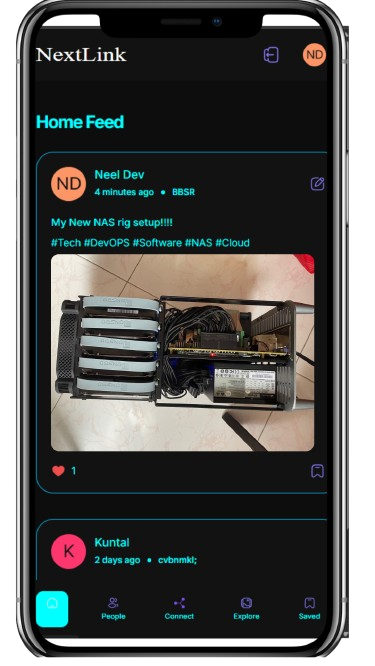 NextLink
ND
Home Feed
ND
Neel Dev
4 minutes ago • BBSR
My New NAS rig setup!!!!
#Tech #DevOPS #Software #NAS #Cloud
1
K
Kuntal
2 days ago • cvbnmkl;
People Connect Explore Saved